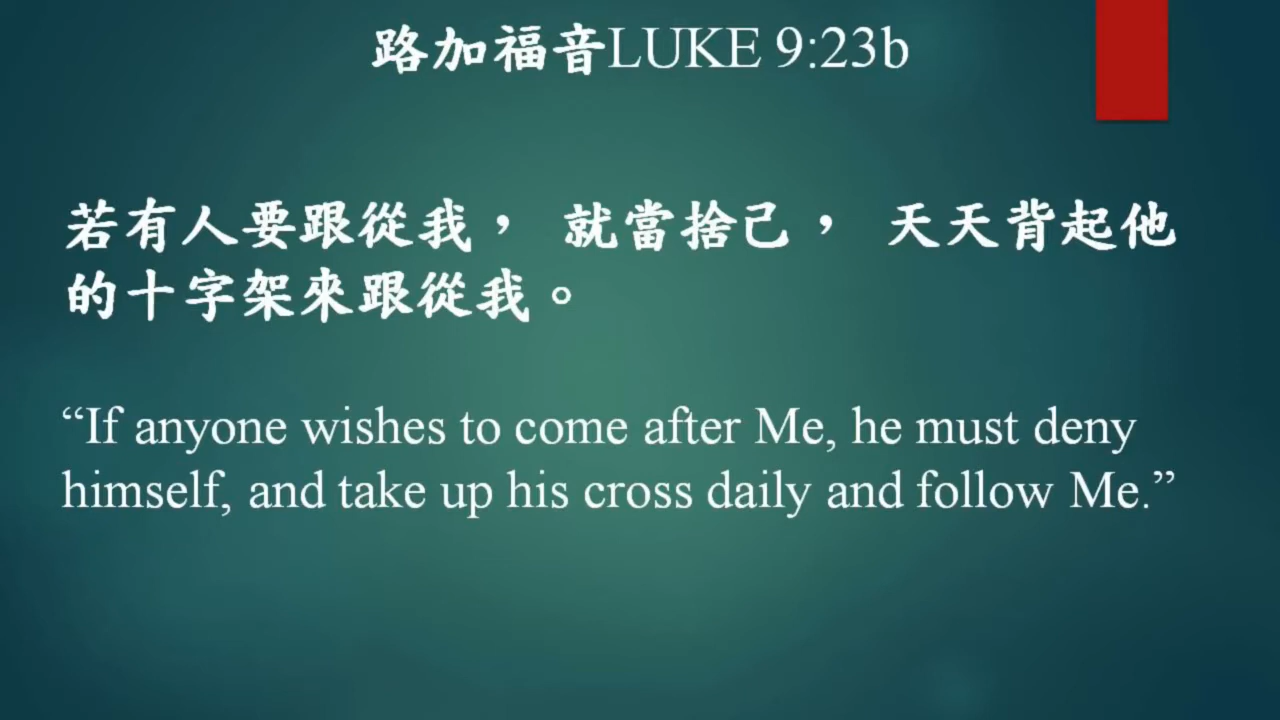 路加福音LUKE 9:23b
若有人要跟從我， 就當捨己， 天天背起他
的十字架來跟從我。
“If anyone wishes to come after Me, he must deny
himself, and take up his cross daily and follow Me.”